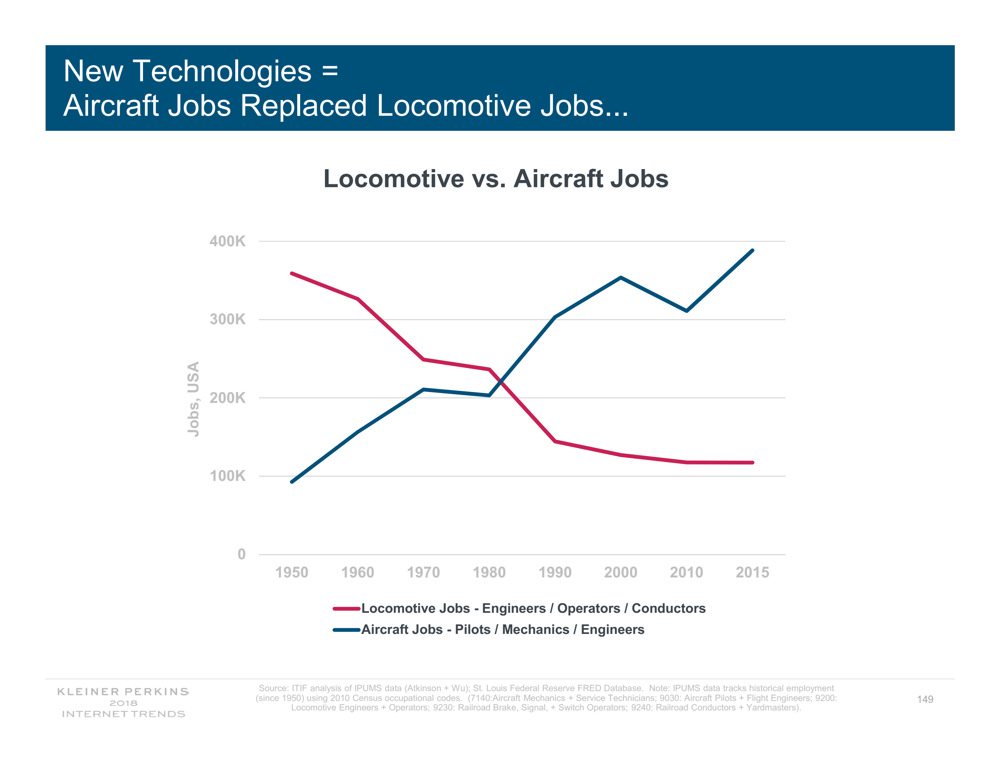 New Technologies =
Aircraft Jobs Replaced Locomotive Jobs...
Locomotive vs. Aircraft Jobs
400K
300K
200K
100K
0
Jobs, USA
1950 1960 1970 1980 1990 2000 2010 2015
Locomotive Jobs - Engineers / Operators / Conductors
Aircraft Jobs - Pilots / Mechanics / Engineers
KLEINER PERKINS
2018
INTERNET TRENDS
Source: ITIF analysis of IPUMS data (Atkinson + Wu); St. Louis Federal Reserve FRED Database. Note: IPUMS data tracks historical employment
(since 1950) using 2010 Census occupational codes. (7140:Aircraft Mechanics + Service Technicians; 9030: Aircraft Pilots + Flight Engineers; 9200:
Locomotive Engineers + Operators; 9230: Railroad Brake, Signal, + Switch Operators; 9240: Railroad Conductors + Yardmasters).
149